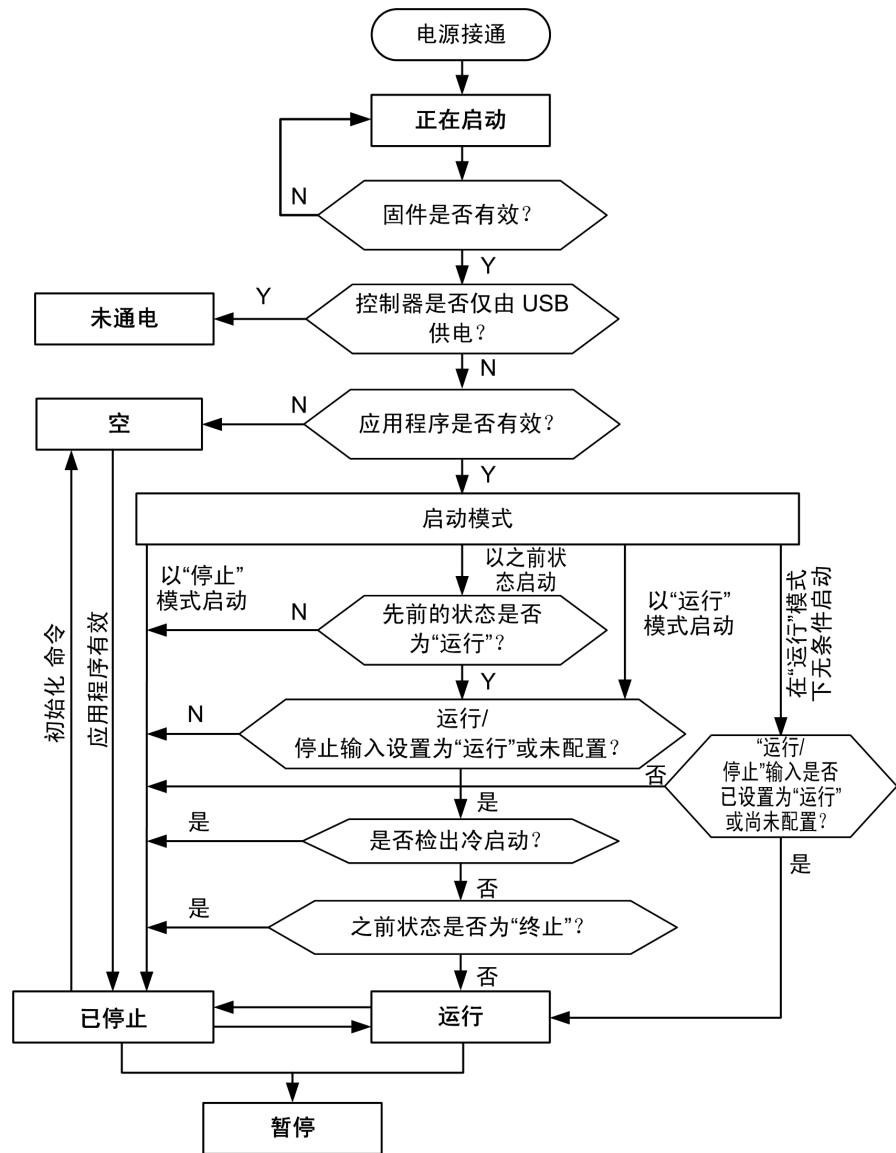 电源接通
正在启动
N
固件是否有效？
Y
控制器是否仅由 USB
供电？
Y
未通电
N
应用程序是否有效？
N
空
Y
启动模式
以“停止”
模式启动
以之前状
态启动
以“运行”
模式启动
在“运行”模式
下无条件启动
初始化 命令
应用程序有效
先前的状态是否
为“运行”？
N
Y
运行/
停止输入设置为“运行”或未配置？
N
“运行/
停止”输入是否
已设置为“运行”
或尚未配置？
否
是
是
是否检出冷启动？
是
否
之前状态是否为“终止”？
是
否
已停止
运行
暂停